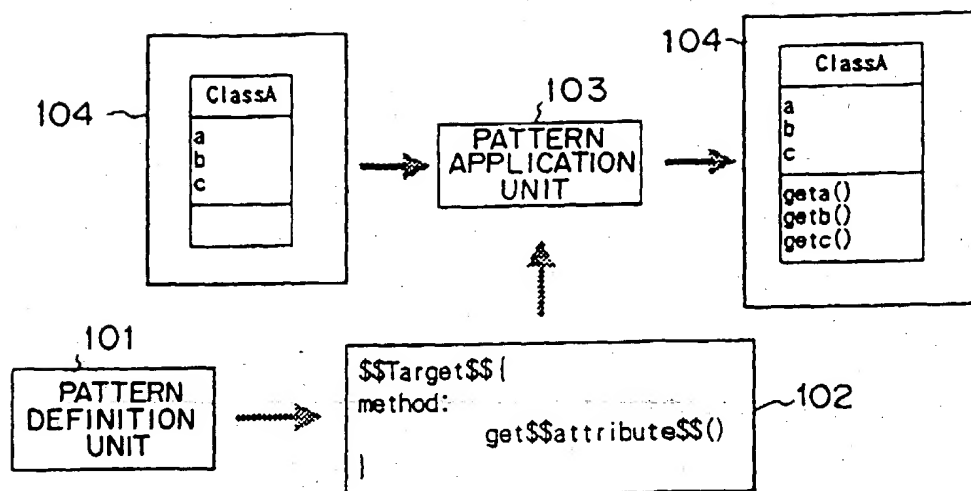 104
ClassA
a
b
c
103
PATTERN
APPLICATION
UNIT
104
ClassA
a
b
c
geta()
getb()
getc()
101
PATTERN
DEFINITION
UNIT
$$Target$${
method:
get$$attribute$$()
}
102